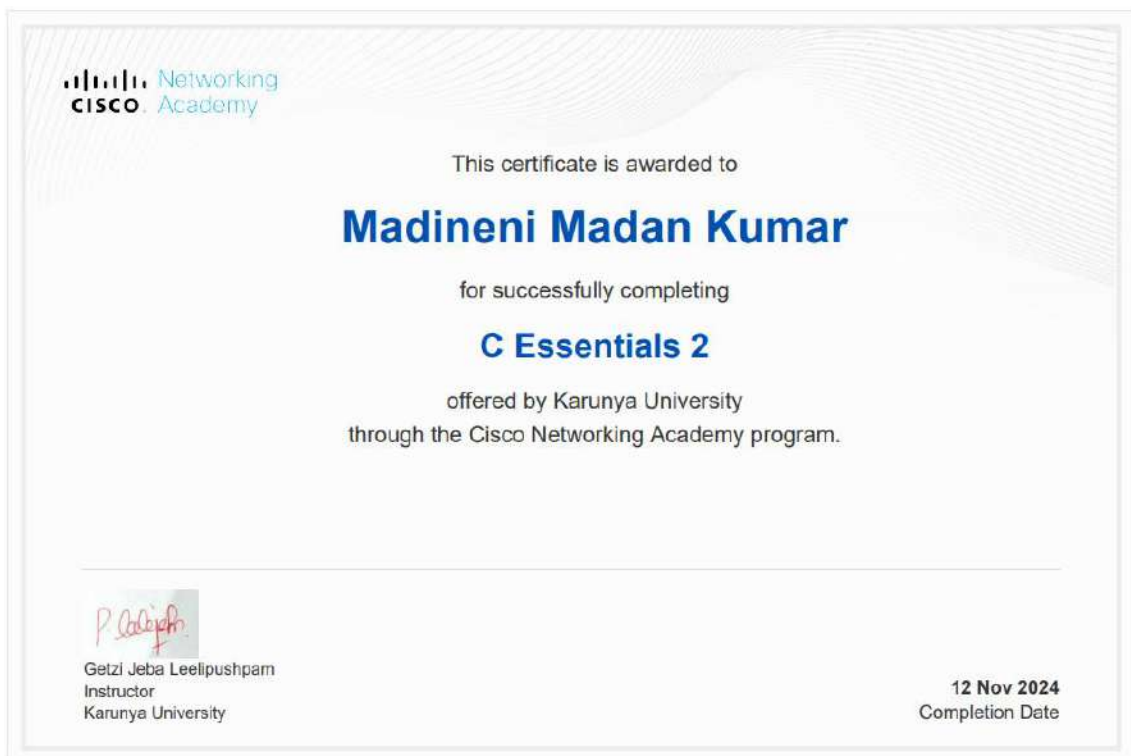 Networking
CISCO. Academy
This certificate is awarded to
Madineni Madan Kumar
for successfully completing
C Essentials 2
offered by Karunya University
through the Cisco Networking Academy program.
Getzi Jeba Leelipushpam
Instructor
Karunya University
12 Nov 2024
Completion Date